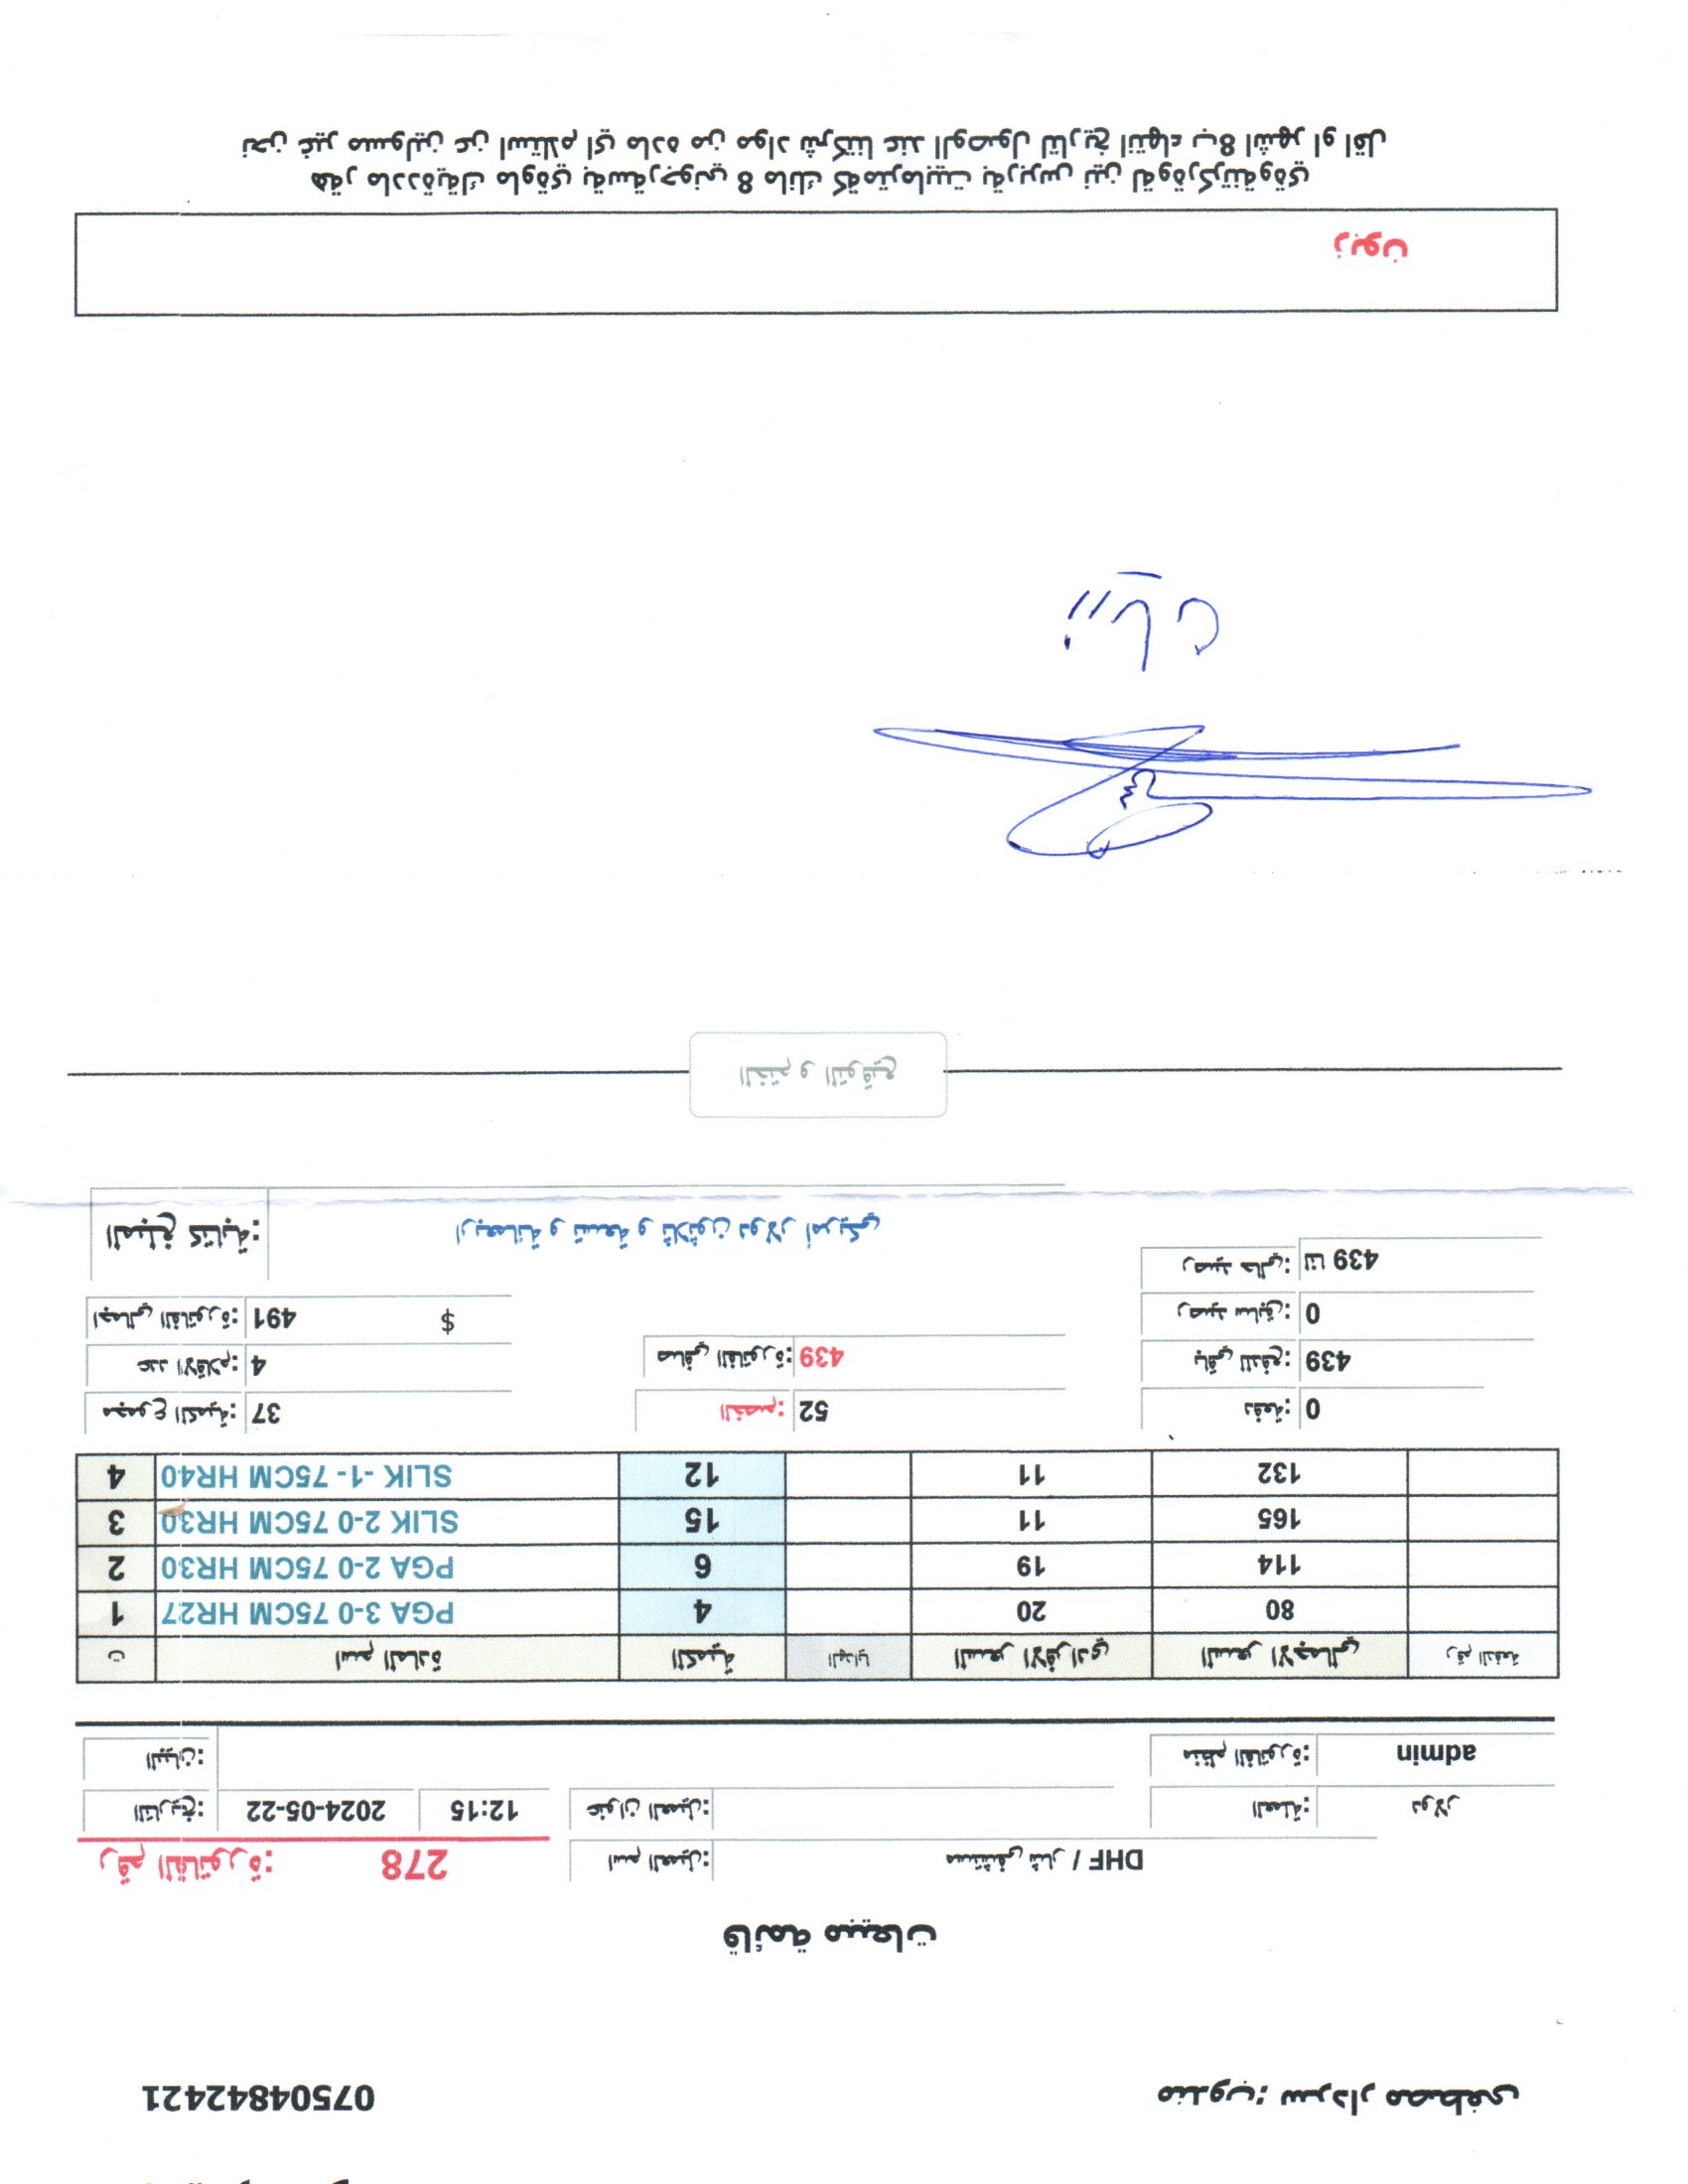 07504842421
مندوب: سردار مصطفى
قائمة مبيعات
رقم الفاتورة: 278
اسم العميل: مستشفى شار / DHF
التاريخ: 2024-05-22 12:15
عنوان العميل:
العملة: دولار
البيان:
منظم الفاتورة: admin
ت اسم المادة الكمية الهدايا السعر الافرادي السعر الاجمالي رقم الدفعة
1 PGA 3-0 75CM HR27 4 20 80
2 PGA 2-0 75CM HR30 6 19 114
3 SLIK 2-0 75CM HR30 15 11 165
4 SLIK -1- 75CM HR40 12 11 132
مجموع الكمية: 37 الخصم: 52 دفعة: 0
عدد الاقلام: 4 صافي الفاتورة: 439 باقي للدفع: 439
اجمالي الفاتورة: 491 $ رصيد سابق: 0
رصيد حالي: لنا 439
المبلغ كتابة: اربعمائة و تسعة و ثلاثون دولار أمريكي
الختم و التوقيع
زريان
زبون
هةر ماددةيةك ماوةي بةسةرجوني 8 مانك كةمترمابيت بةربرس نين لةوةركرتنةوةي
نحن غير مسولين عن استلام اي ماده من مواد شركتنا عند الوصول لتاريخ انتهاء ب8 اشهر او اقل